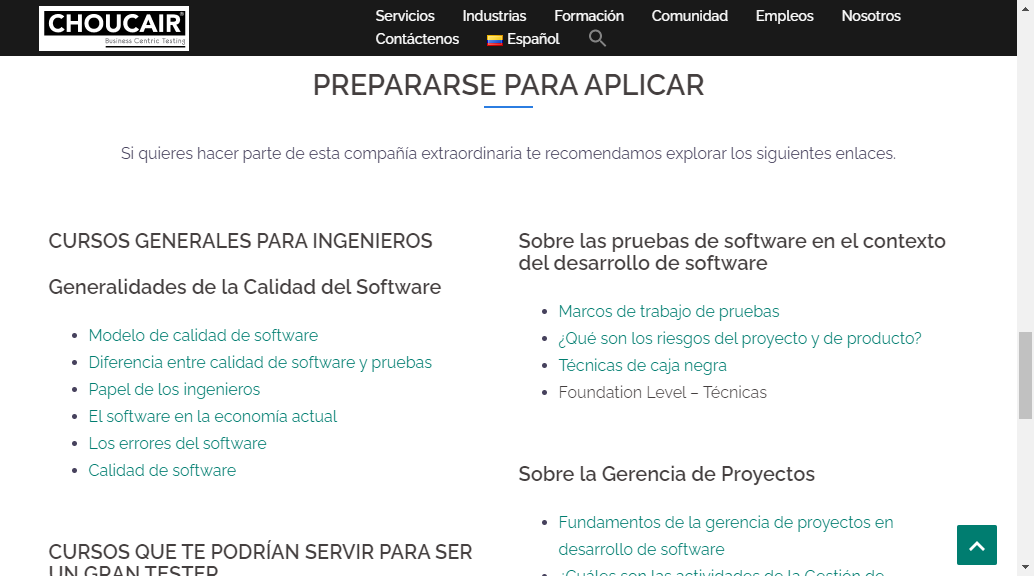 CHOUCAIR®
Business Centric Testing
Servicios Industrias Formación Comunidad Empleos Nosotros
Contáctenos Español
PREPARARSE PARA APLICAR
Si quieres hacer parte de esta compañía extraordinaria te recomendamos explorar los siguientes enlaces.
CURSOS GENERALES PARA INGENIEROS
Generalidades de la Calidad del Software
Modelo de calidad de software
Diferencia entre calidad de software y pruebas
Papel de los ingenieros
El software en la economía actual
Los errores del software
Calidad de software
CURSOS QUE TE PODRÍAN SERVIR PARA SER
UN GRAN TESTER
Sobre las pruebas de software en el contexto
del desarrollo de software
Marcos de trabajo de pruebas
¿Qué son los riesgos del proyecto y de producto?
Técnicas de caja negra
Foundation Level – Técnicas
Sobre la Gerencia de Proyectos
Fundamentos de la gerencia de proyectos en
desarrollo de software
¿Cuáles son las actividades de la Gestión de